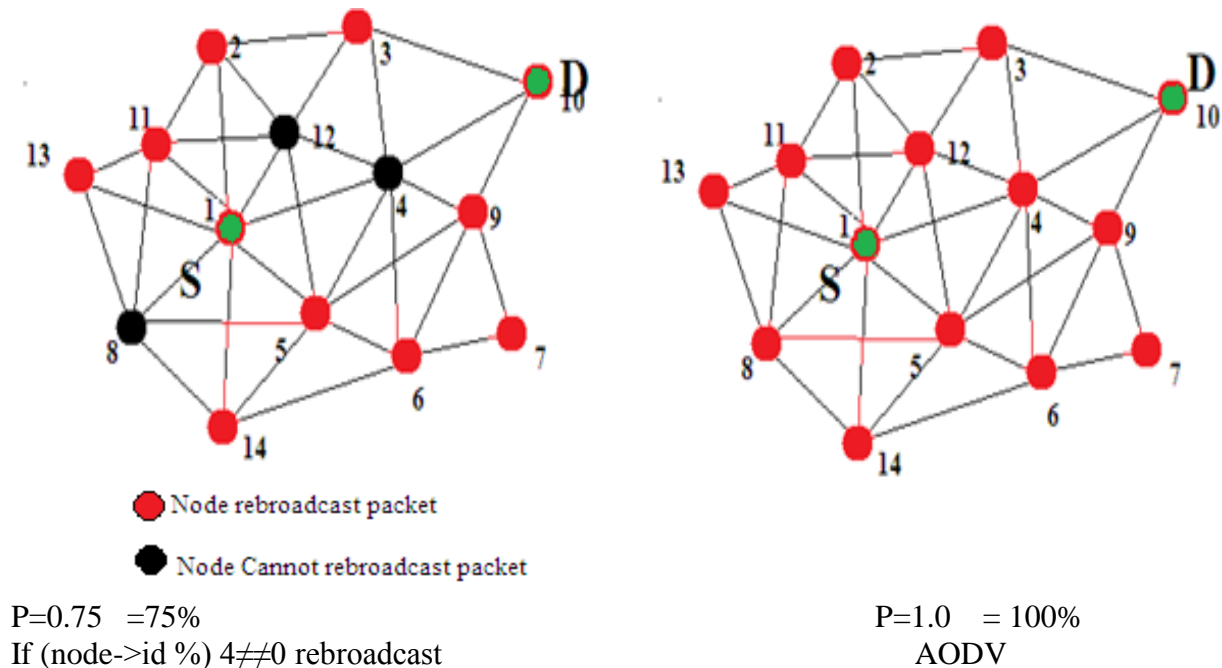 2
3
D
10
11
12
13
1
4
9
S
8
5
7
6
14
2
3
D
10
11
12
13
1
4
9
S
8
5
7
6
14
Node rebroadcast packet
Node Cannot rebroadcast packet
P=0.75 =75%
If (node->id %) 4≠≠0 rebroadcast
P=1.0 = 100%
AODV